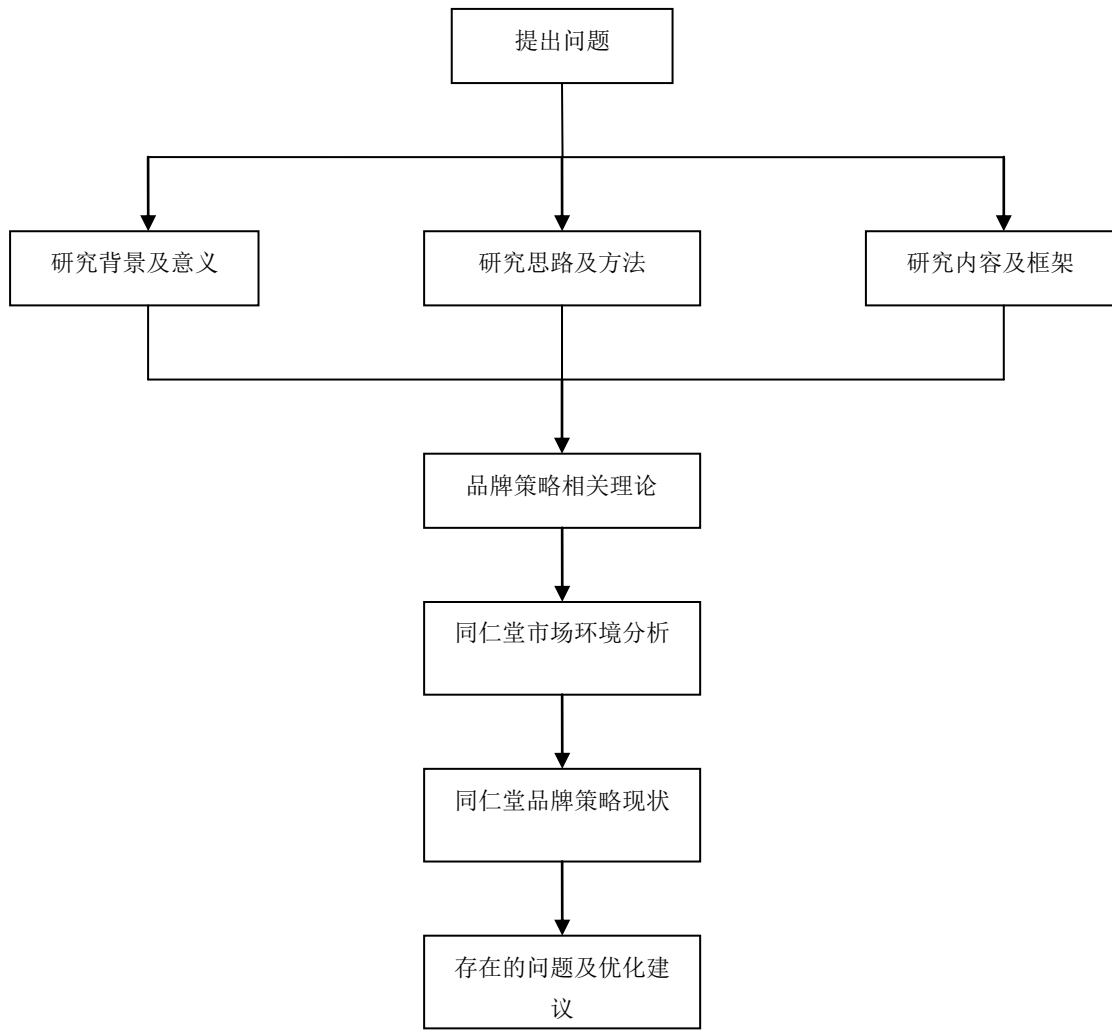 提出问题
研究背景及意义
研究思路及方法
研究内容及框架
品牌策略相关理论
同仁堂市场环境分析
同仁堂品牌策略现状
存在的问题及优化建
议